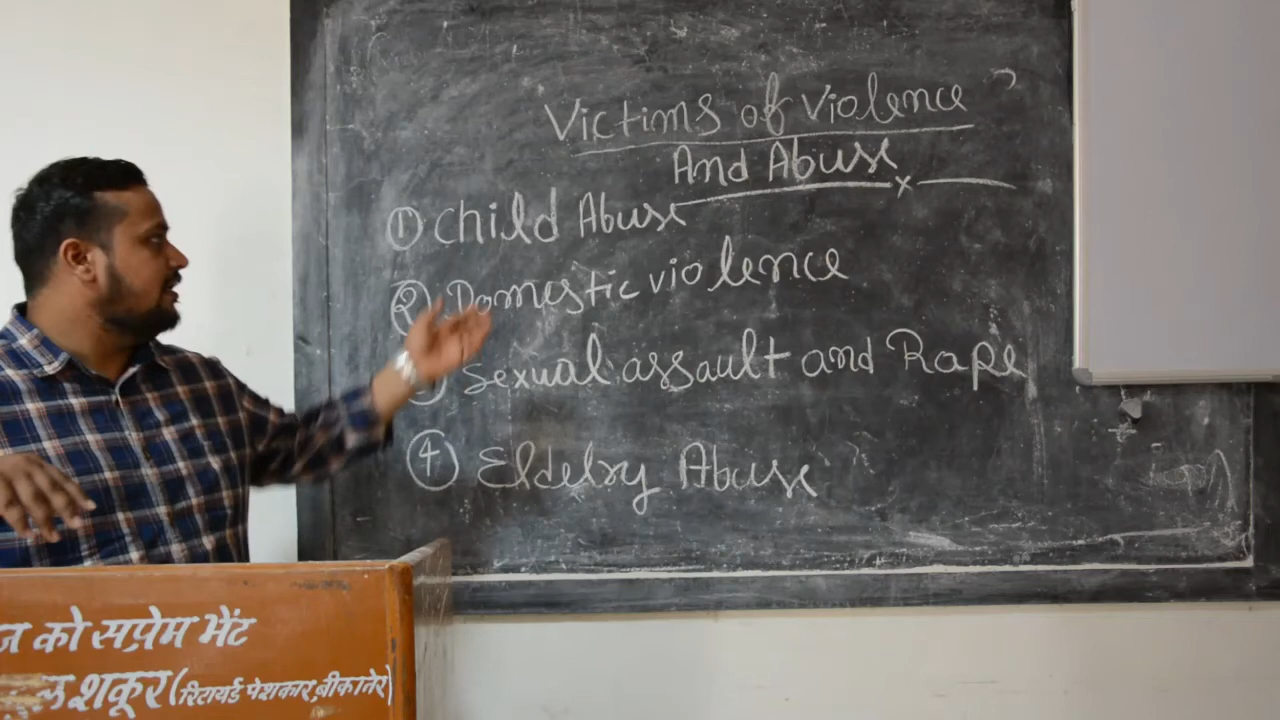 Victims of Violence
And Abuse
① Child Abuse
② Domestic violence
Sexual assault and Rape
④ Eldelry Abuse
को सप्रेम भेंट
शकूर (रिटायर्ड पेशकार, बीकानेर)